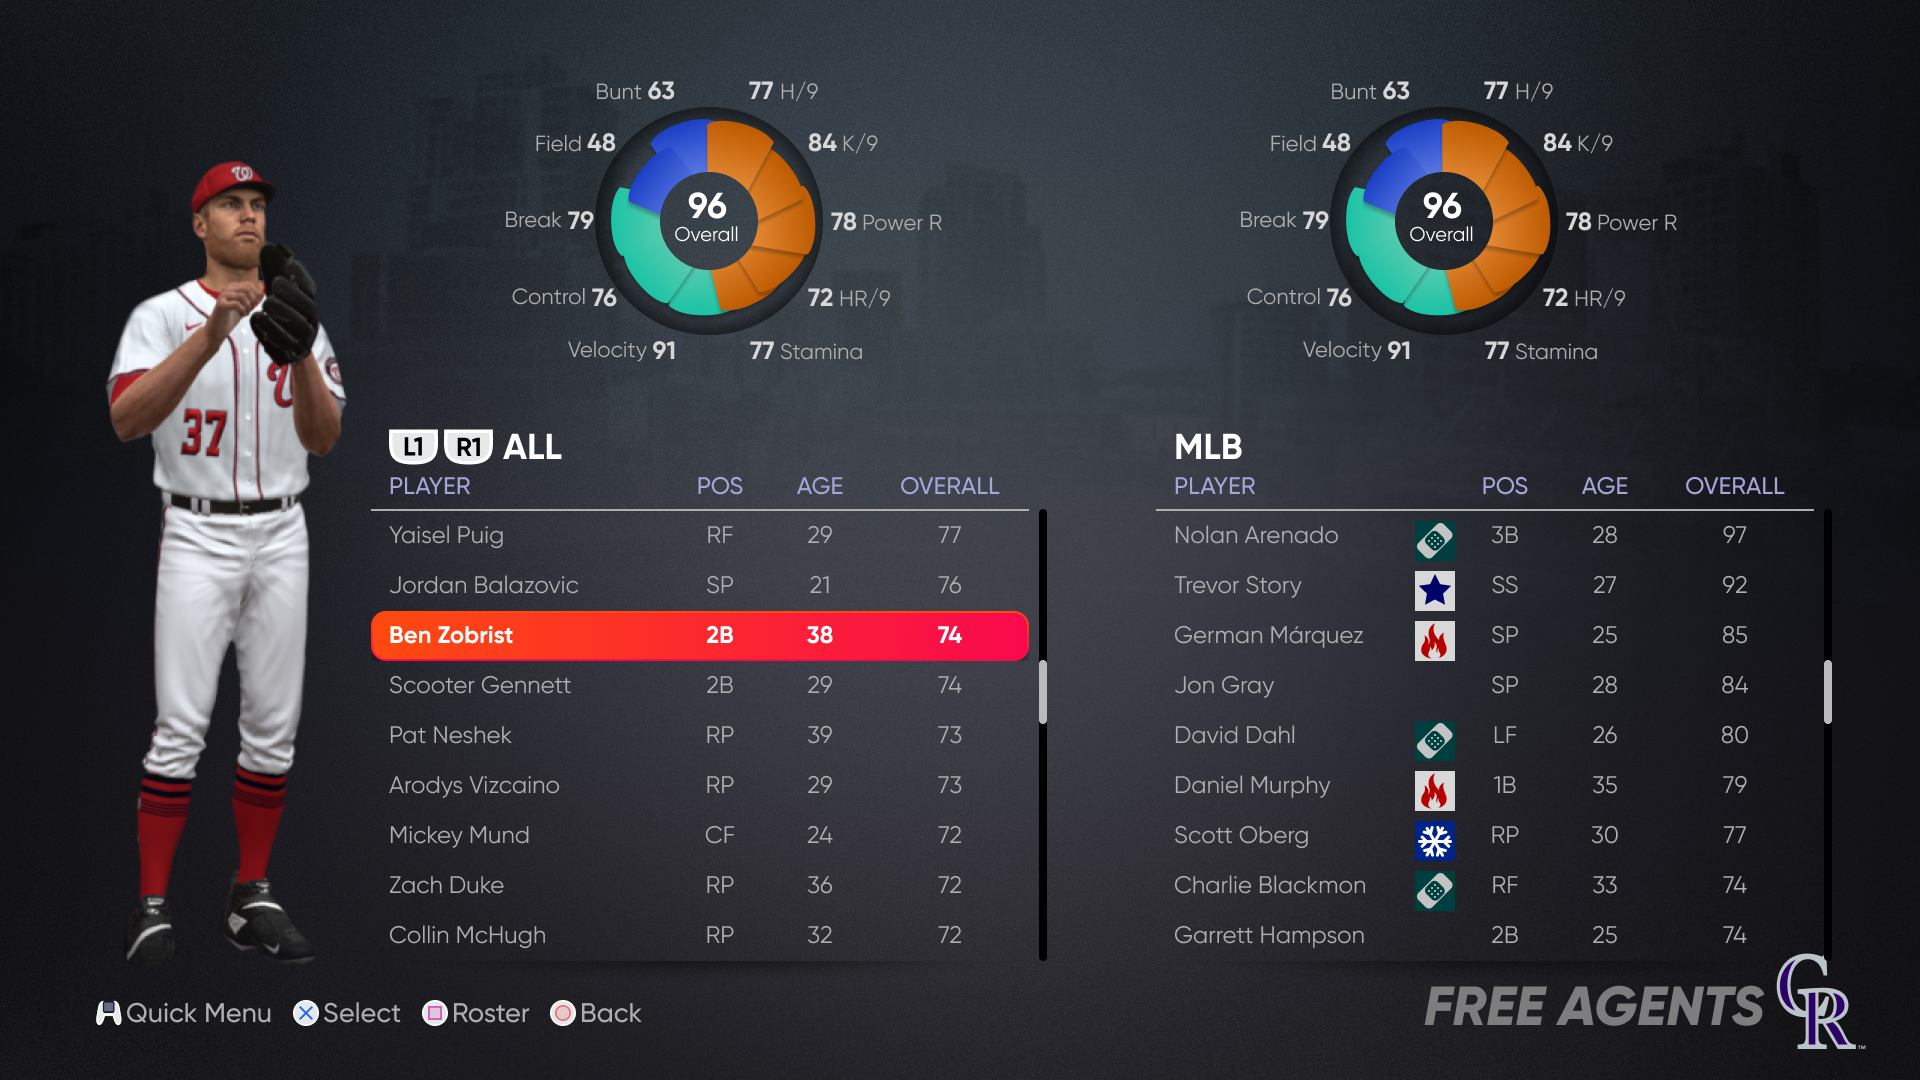 Bunt 63
77 H/9
Field 48
84 K/9
Break 79
96
Overall
78 Power R
Control 76
72 HR/9
Velocity 91
77 Stamina
Bunt 63
77 H/9
Field 48
84 K/9
Break 79
96
Overall
78 Power R
Control 76
72 HR/9
Velocity 91
77 Stamina
W
W
37
L1 R1 ALL
PLAYER POS AGE OVERALL
Yaisel Puig RF 29 77
Jordan Balazovic SP 21 76
Ben Zobrist 2B 38 74
Scooter Gennett 2B 29 74
Pat Neshek RP 39 73
Arodys Vizcaino RP 29 73
Mickey Mund CF 24 72
Zach Duke RP 36 72
Collin McHugh RP 32 72
MLB
PLAYER POS AGE OVERALL
Nolan Arenado 3B 28 97
Trevor Story SS 27 92
German Márquez SP 25 85
Jon Gray SP 28 84
David Dahl LF 26 80
Daniel Murphy 1B 35 79
Scott Oberg RP 30 77
Charlie Blackmon RF 33 74
Garrett Hampson 2B 25 74
Quick Menu Select Roster Back
FREE AGENTS
CR™